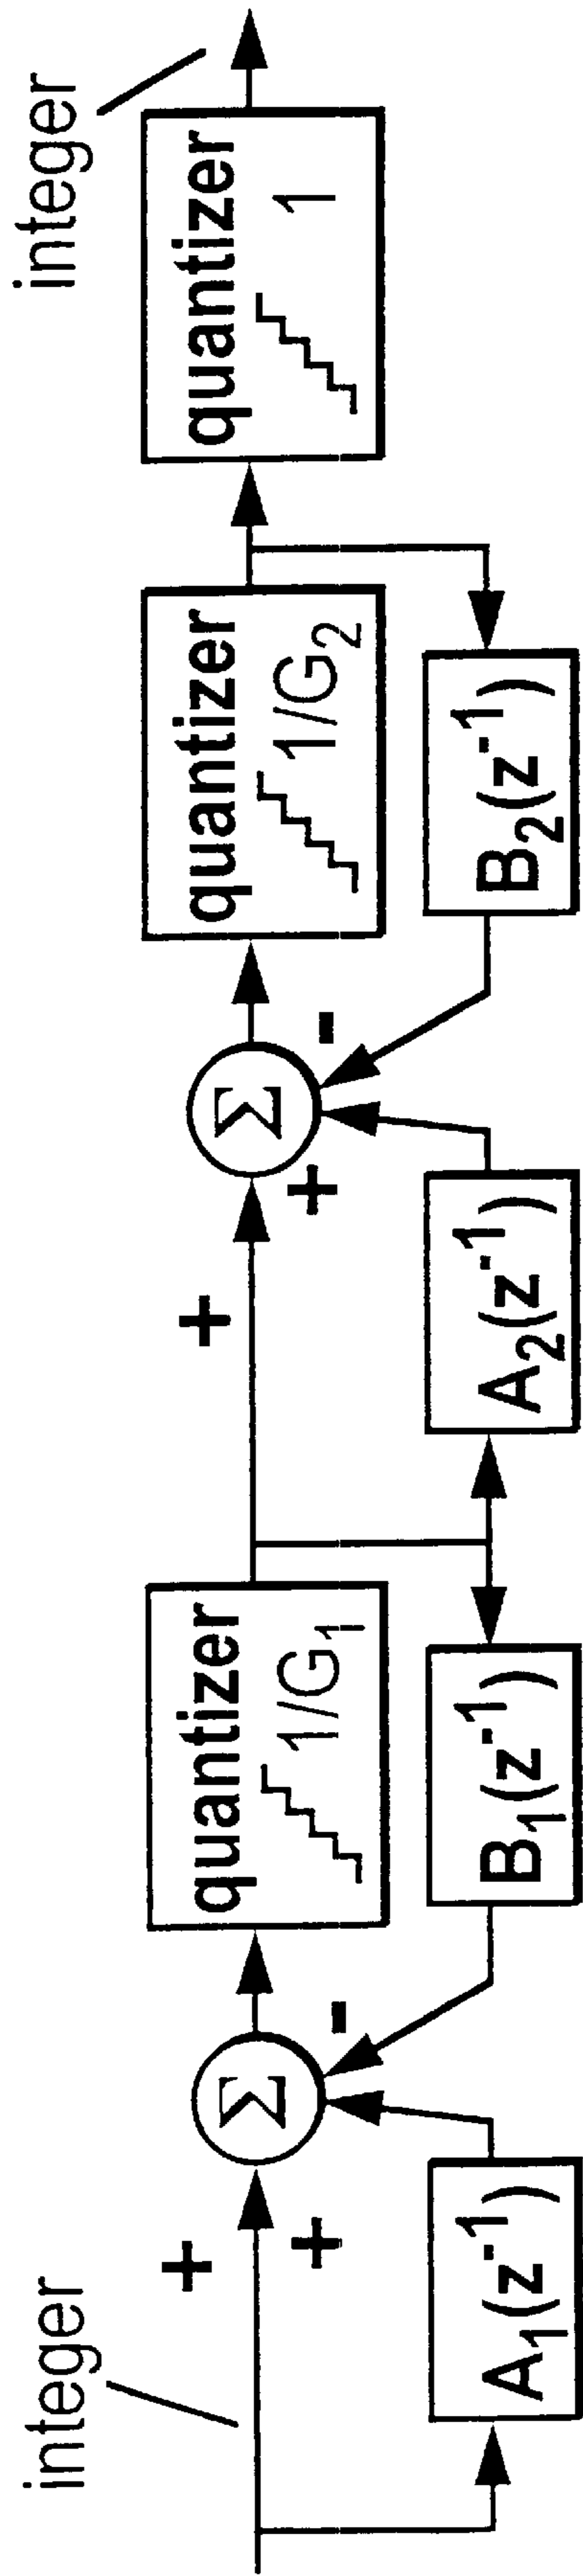 integer
+
+
A₁(z⁻¹)
Σ
-
quantizer
1/G₁
B₁(z⁻¹)
+
+
A₂(z⁻¹)
Σ
-
quantizer
1/G₂
B₂(z⁻¹)
quantizer
1
integer